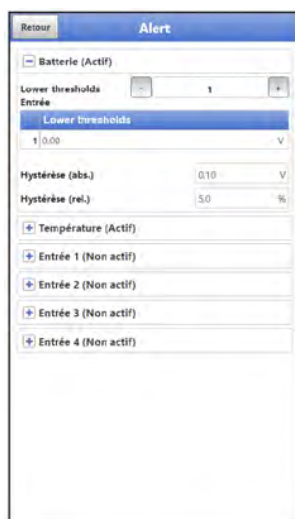 Retour Alert
Batterie (Actif)
Lower thresholds - 1 +
Entrée
Lower thresholds
1 0.00 V
Hystérèse (abs.) 0.10 V
Hystérèse (rel.) 5.0 %
+ Température (Actif)
+ Entrée 1 (Non actif)
+ Entrée 2 (Non actif)
+ Entrée 3 (Non actif)
+ Entrée 4 (Non actif)